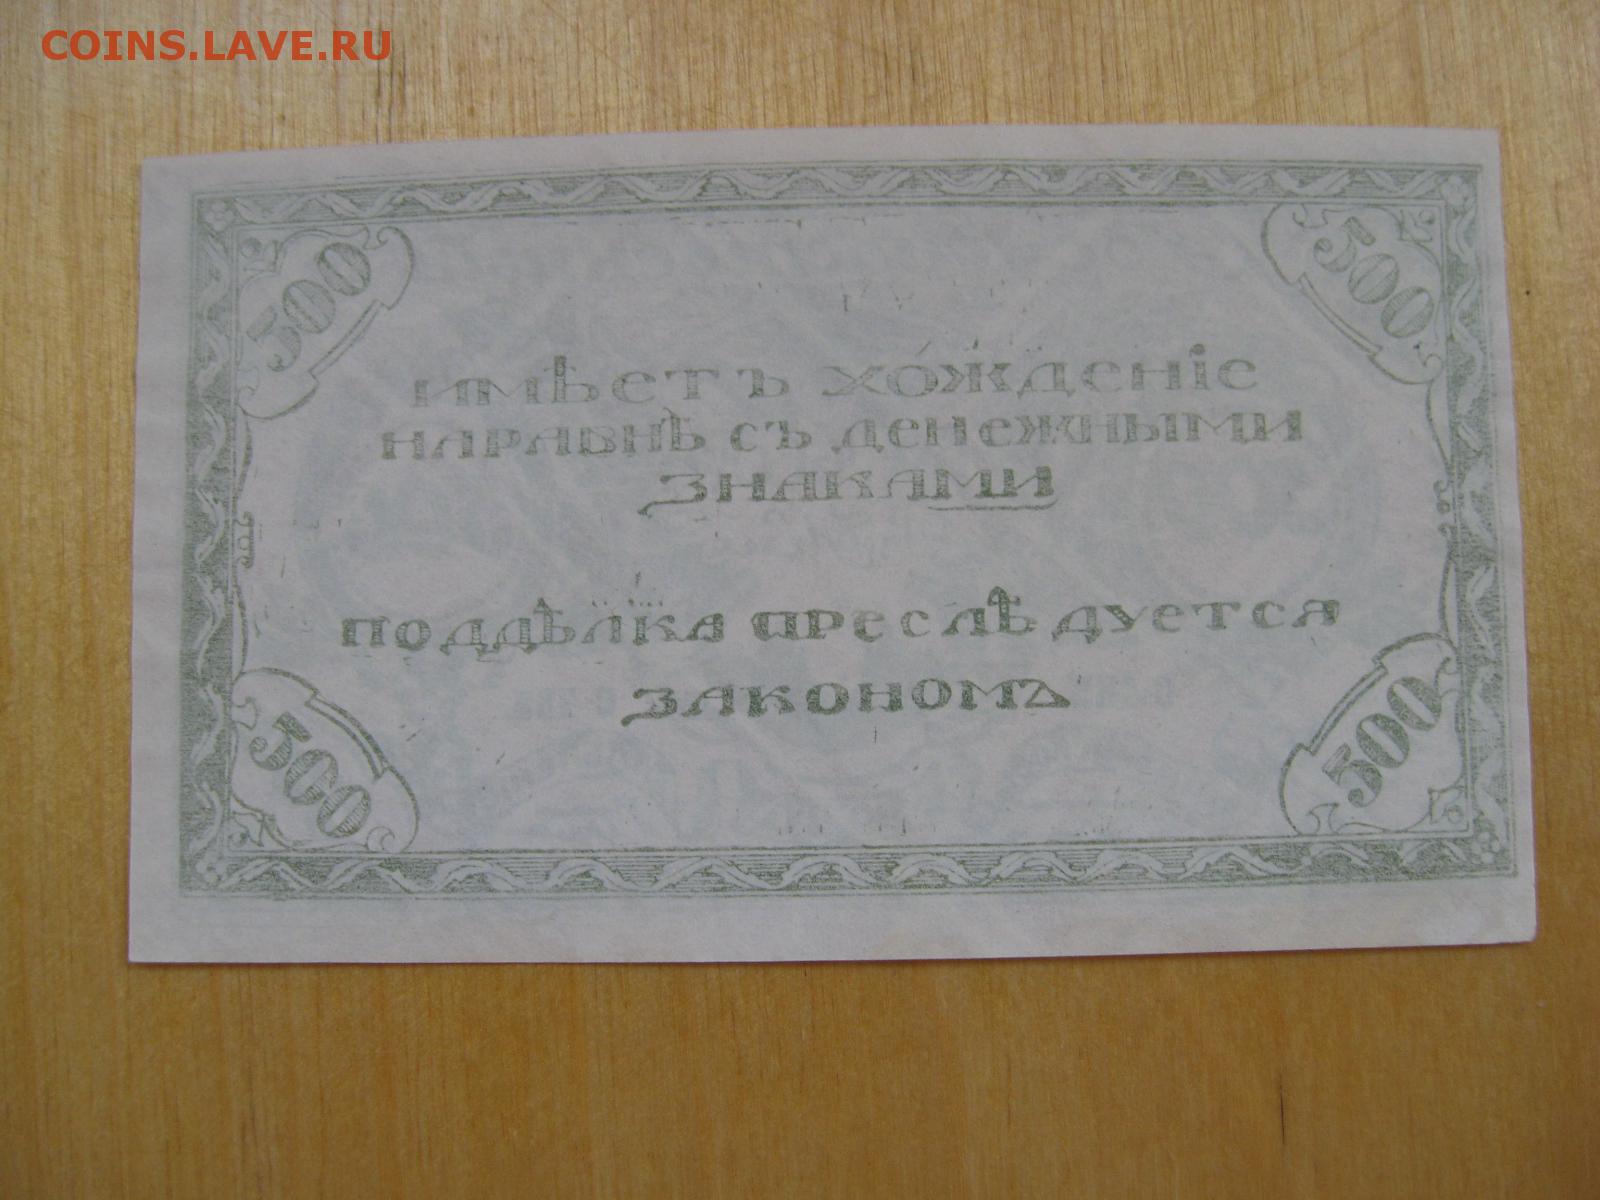 COINS.LAVE.RU
500 500
имѣетъ хожденіе
наравнѣ съ денежными
знаками
поддѣлка преслѣдуется
закономъ
500 500